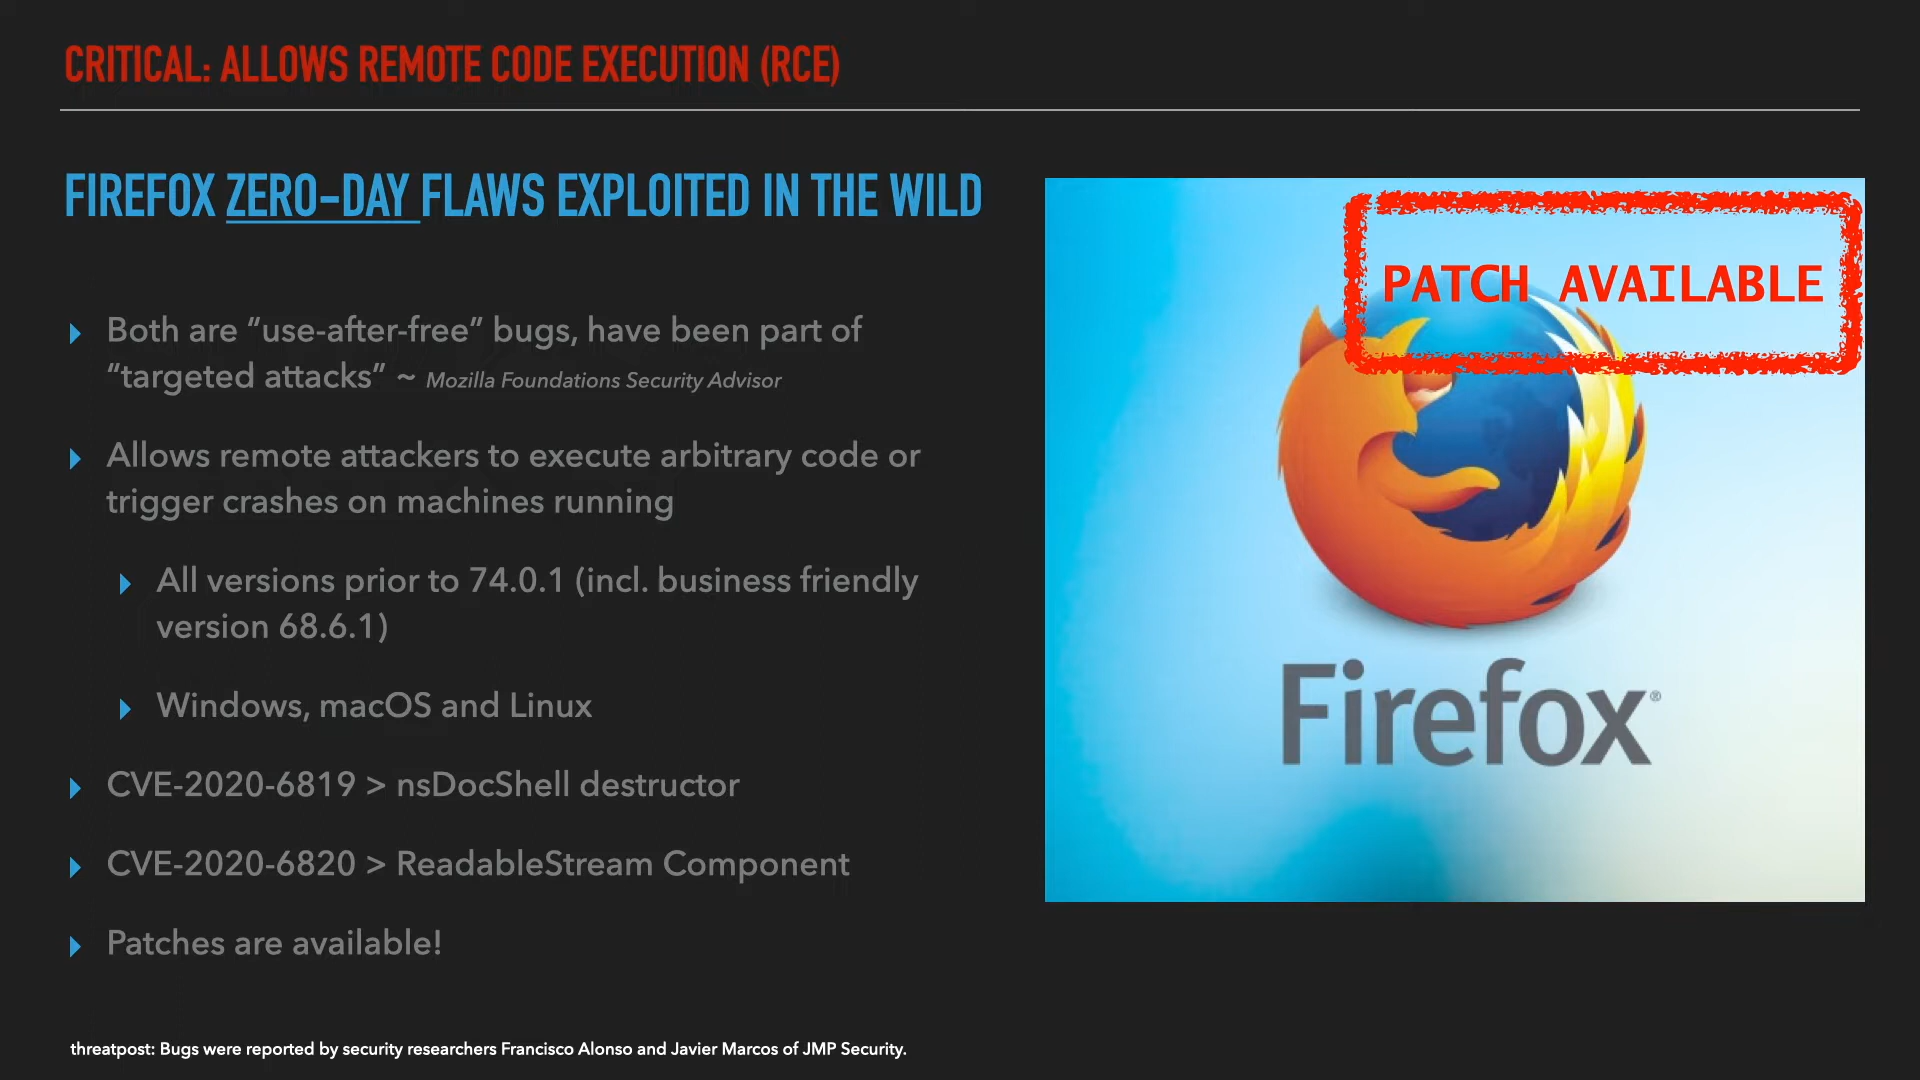 CRITICAL: ALLOWS REMOTE CODE EXECUTION (RCE)
FIREFOX ZERO-DAY FLAWS EXPLOITED IN THE WILD
Both are “use-after-free” bugs, have been part of
“targeted attacks” ~ Mozilla Foundations Security Advisor
Allows remote attackers to execute arbitrary code or
trigger crashes on machines running
All versions prior to 74.0.1 (incl. business friendly
version 68.6.1)
Windows, macOS and Linux
CVE-2020-6819 > nsDocShell destructor
CVE-2020-6820 > ReadableStream Component
Patches are available!
PATCH AVAILABLE
Firefox®
threatpost: Bugs were reported by security researchers Francisco Alonso and Javier Marcos of JMP Security.